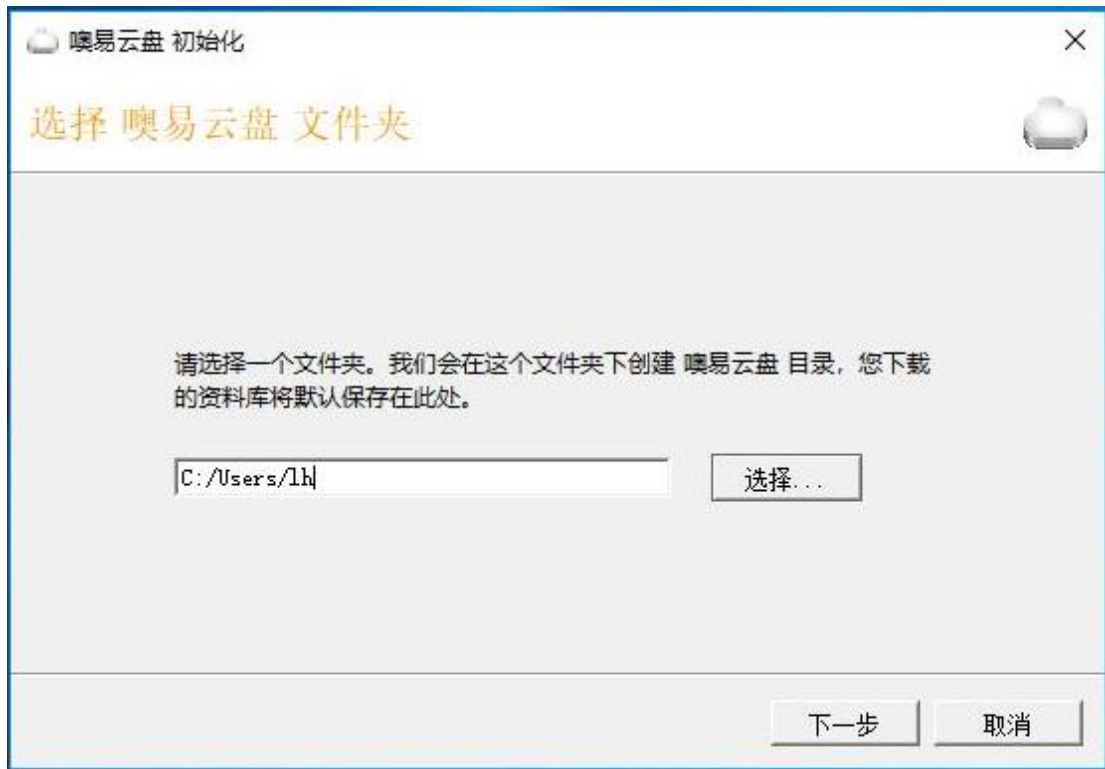 噢易云盘 初始化
选择 噢易云盘 文件夹
请选择一个文件夹。我们会在这个文件夹下创建 噢易云盘 目录，您下载
的资料库将默认保存在此处。
C:/Users/lh
选择...
下一步
取消